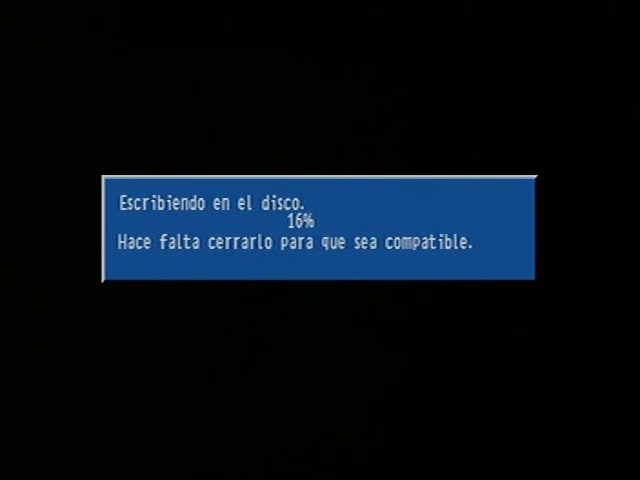 Escribiendo en el disco.
16%
Hace falta cerrarlo para que sea compatible.